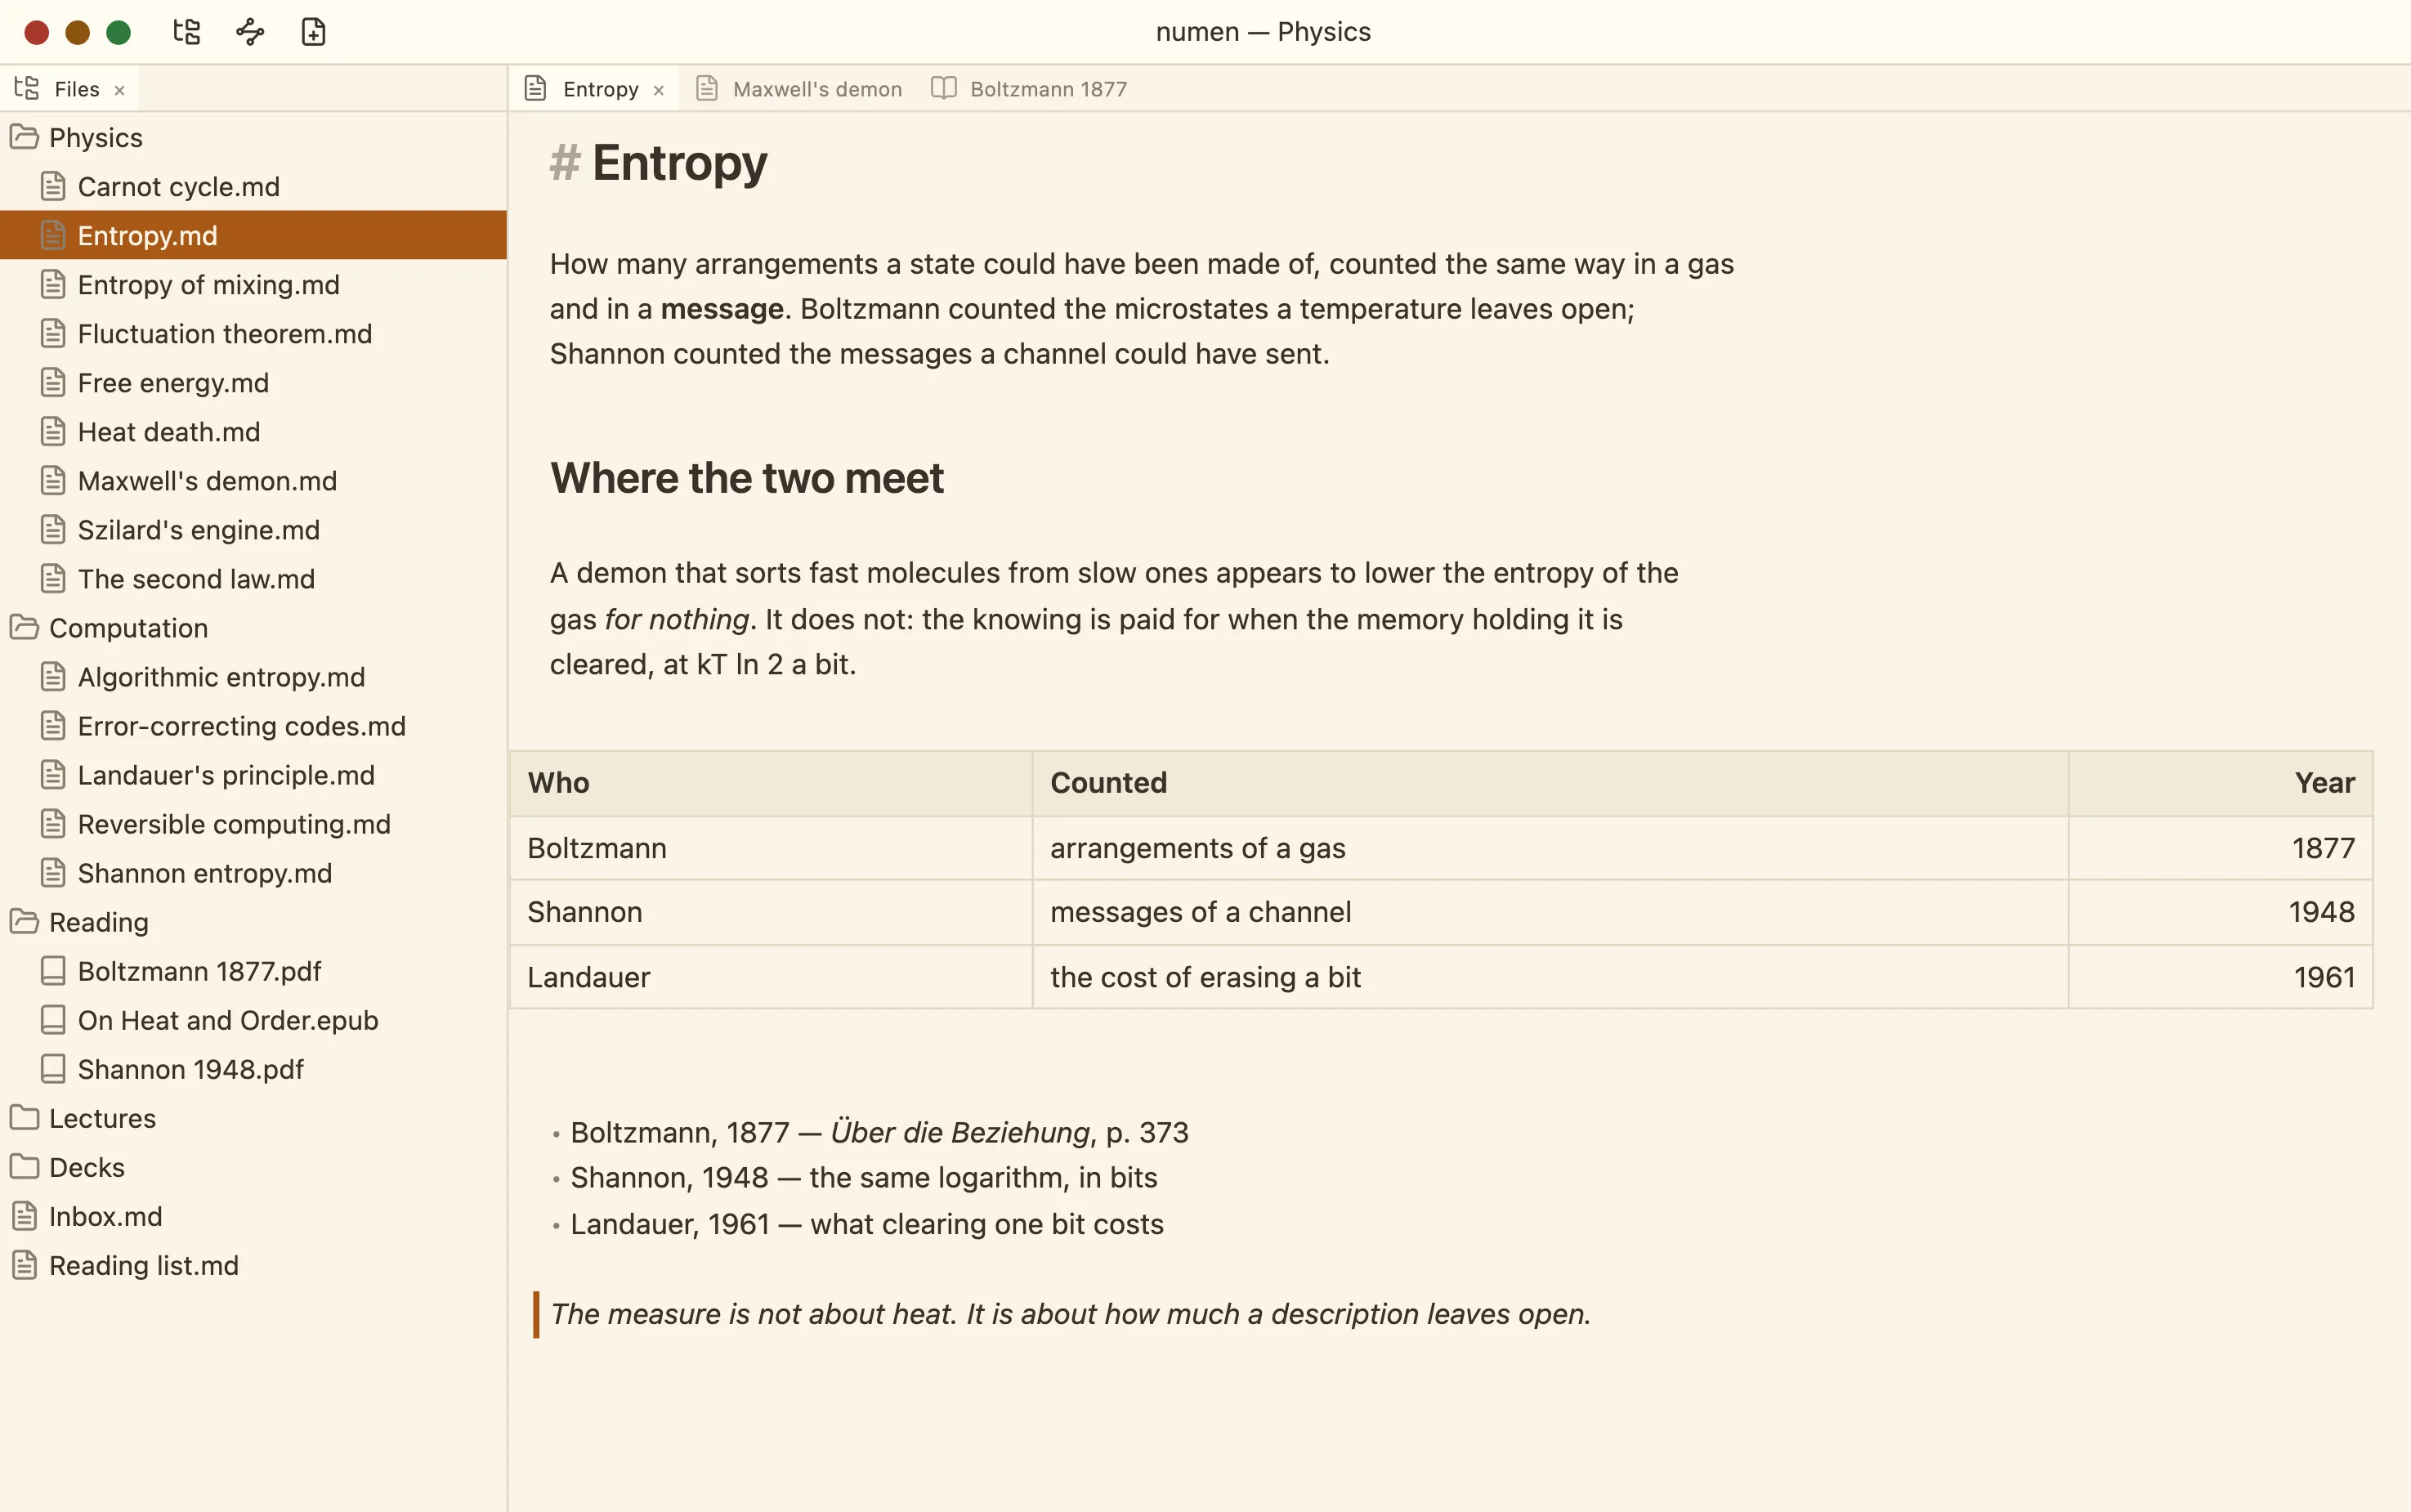 numen — Physics
Files ×
Entropy ×
Maxwell's demon
Boltzmann 1877
Physics
Carnot cycle.md
Entropy.md
Entropy of mixing.md
Fluctuation theorem.md
Free energy.md
Heat death.md
Maxwell's demon.md
Szilard's engine.md
The second law.md
Computation
Algorithmic entropy.md
Error-correcting codes.md
Landauer's principle.md
Reversible computing.md
Shannon entropy.md
Reading
Boltzmann 1877.pdf
On Heat and Order.epub
Shannon 1948.pdf
Lectures
Decks
Inbox.md
Reading list.md
# Entropy
How many arrangements a state could have been made of, counted the same way in a gas
and in a message. Boltzmann counted the microstates a temperature leaves open;
Shannon counted the messages a channel could have sent.
Where the two meet
A demon that sorts fast molecules from slow ones appears to lower the entropy of the
gas for nothing. It does not: the knowing is paid for when the memory holding it is
cleared, at kT ln 2 a bit.
Who Counted Year
Boltzmann arrangements of a gas 1877
Shannon messages of a channel 1948
Landauer the cost of erasing a bit 1961
• Boltzmann, 1877 — Über die Beziehung, p. 373
• Shannon, 1948 — the same logarithm, in bits
• Landauer, 1961 — what clearing one bit costs
The measure is not about heat. It is about how much a description leaves open.